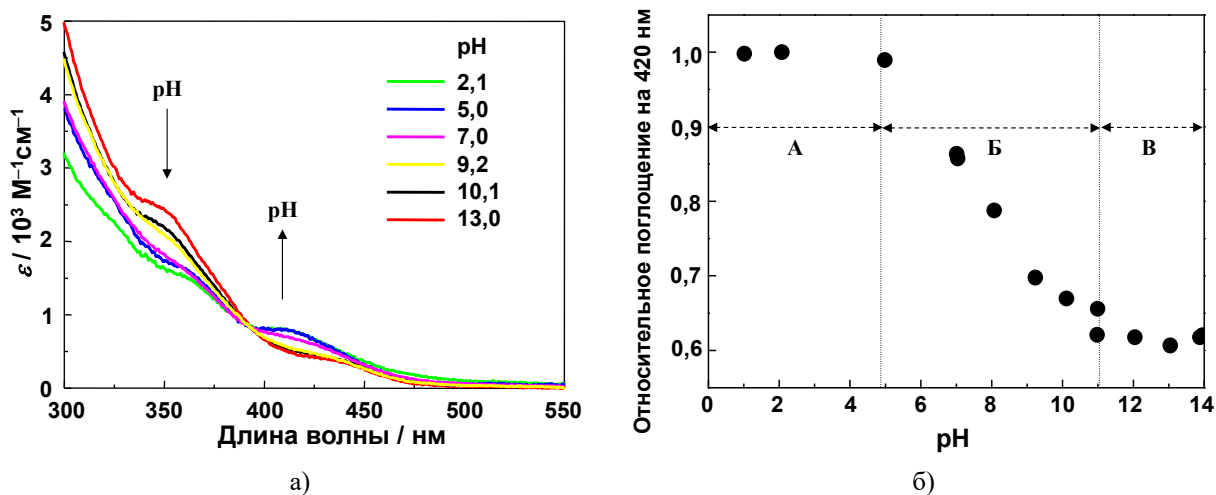 5
4
3
2
1
0
ε / 10³ М⁻¹см⁻¹
pH
pH
pH
2,1
5,0
7,0
9,2
10,1
13,0
300 350 400 450 500 550
Длина волны / нм
а)
Относительное поглощение на 420 нм
1,0
0,9
0,8
0,7
0,6
А Б В
0 2 4 6 8 10 12 14
pH
б)